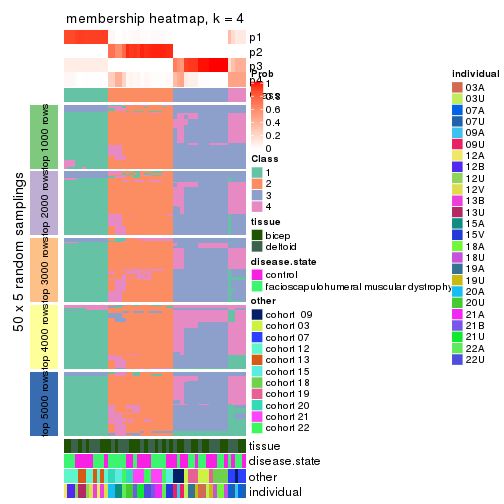 membership heatmap, k = 4
p1
p2
p3
p4
Prob
1
0.8
0.6
0.4
0.2
0
Class
1
2
3
4
tissue
bicep
deltoid
disease.state
control
facioscapulohumeral muscular dystrophy
other
cohort 09
cohort 03
cohort 07
cohort 12
cohort 13
cohort 15
cohort 18
cohort 19
cohort 20
cohort 21
cohort 22
individual
03A
03U
07A
07U
09A
09U
12A
12B
12U
12V
13B
13U
15A
15V
18A
18U
19A
19U
20A
20U
21A
21B
21U
22A
22U
50 x 5 random samplings
top 1000 rows
top 2000 rows
top 3000 rows
top 4000 rows
top 5000 rows
tissue
disease.state
other
individual